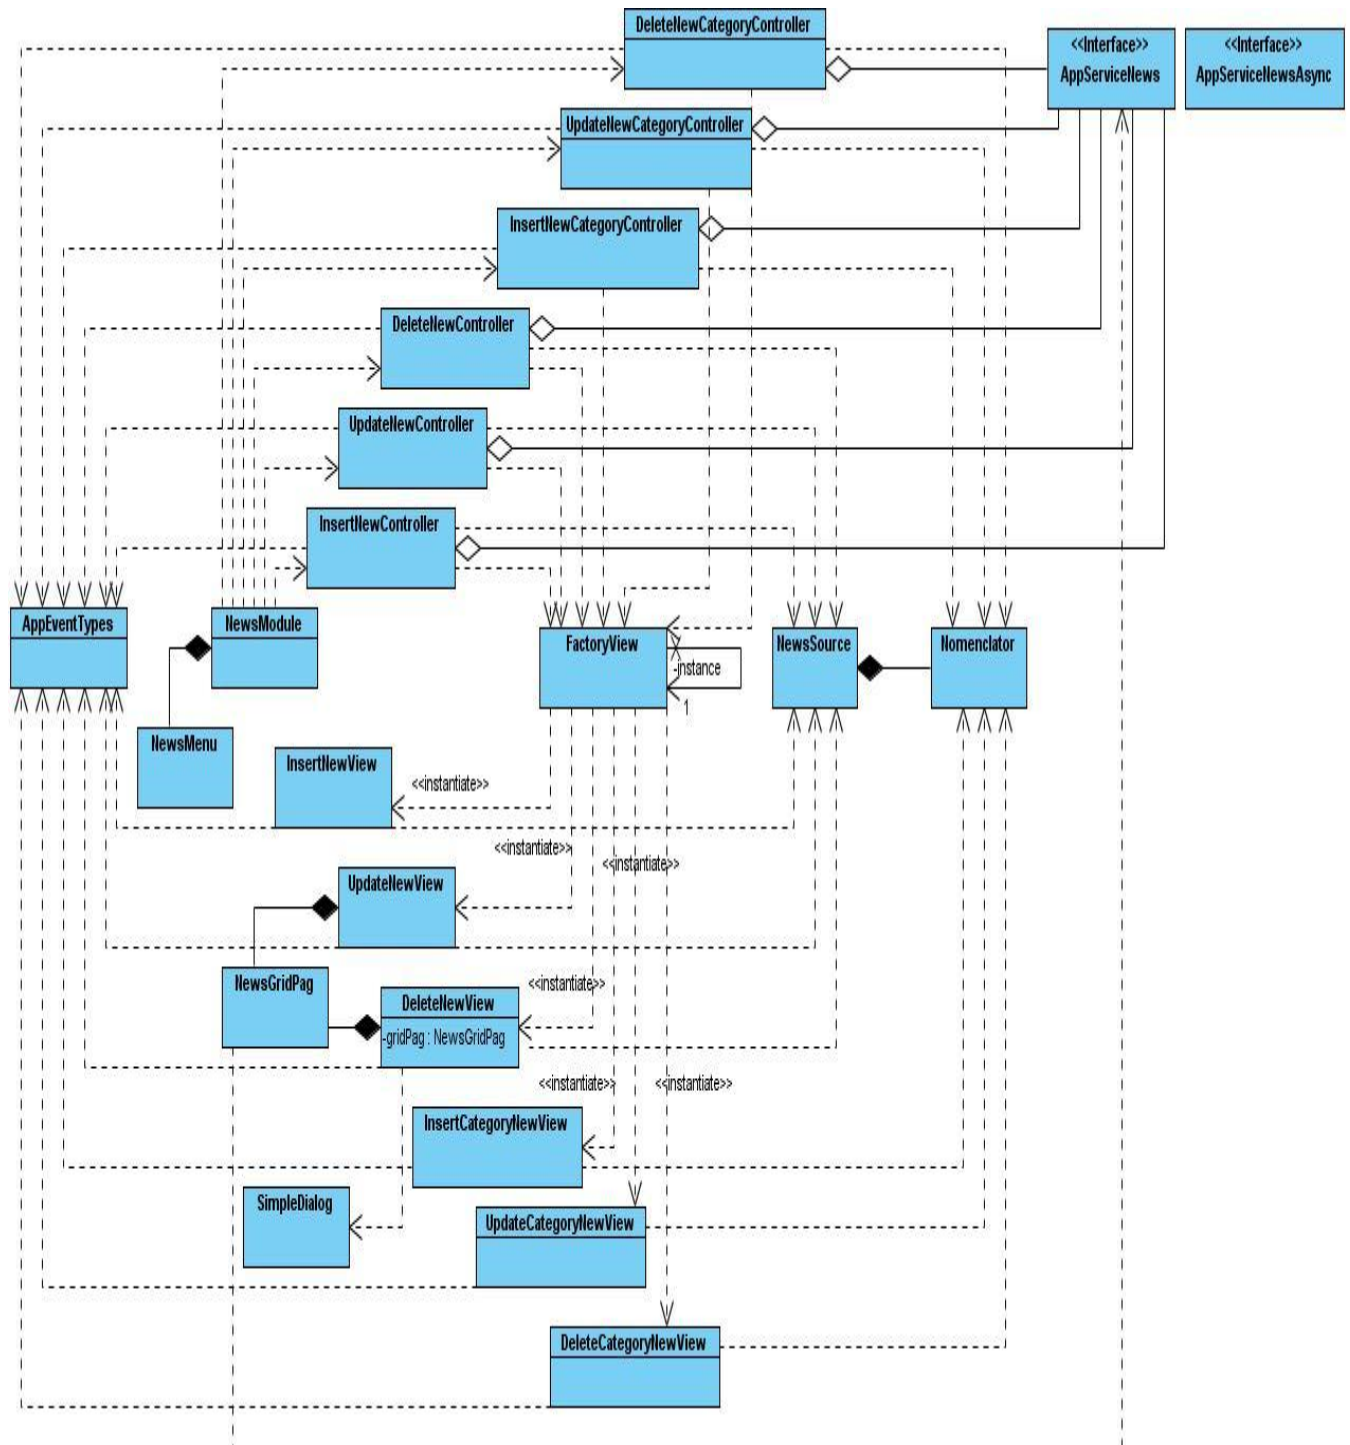 DeleteNewCategoryController
<<Interface>>
AppServiceNews
<<Interface>>
AppServiceNewsAsync
UpdateNewCategoryController
InsertNewCategoryController
DeleteNewController
UpdateNewController
InsertNewController
AppEventTypes
NewsModule
FactoryView
-instance
1
NewsSource
Nomenclator
NewsMenu
InsertNewView
<<instantiate>>
<<instantiate>>
<<instantiate>>
UpdateNewView
NewsGridPag
<<instantiate>>
DeleteNewView
-gridPag : NewsGridPag
<<instantiate>>
<<instantiate>>
InsertCategoryNewView
SimpleDialog
UpdateCategoryNewView
DeleteCategoryNewView